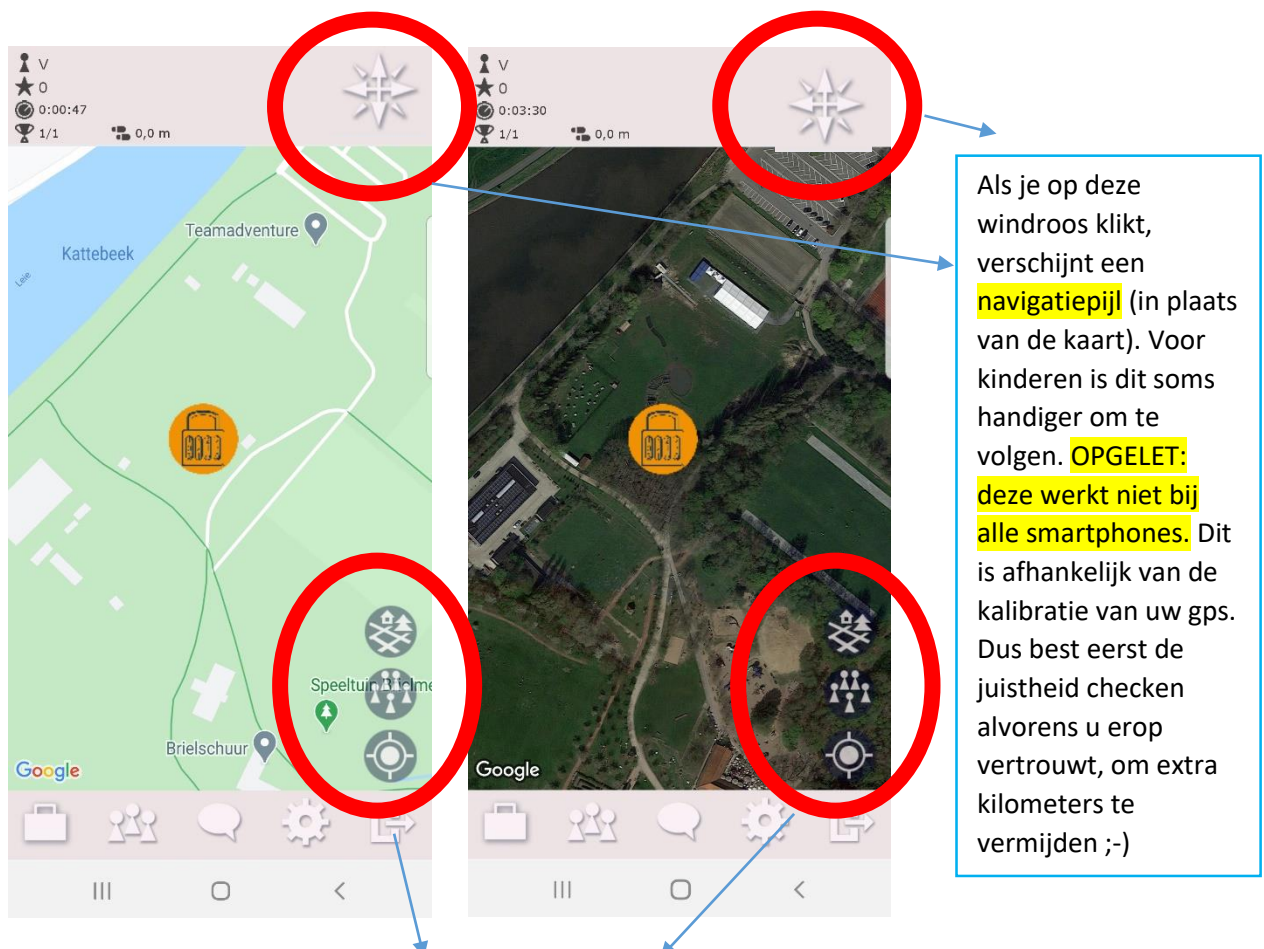 V
0
0:00:47
1/1 0,0 m
Teamadventure
Kattebeek
Leie
Brielschuur
Google
V
0
0:03:30
1/1 0,0 m
Google
Als je op deze
windroos klikt,
verschijnt een
navigatiepijl (in plaats
van de kaart). Voor
kinderen is dit soms
handiger om te
volgen. OPGELET:
deze werkt niet bij
alle smartphones. Dit
is afhankelijk van de
kalibratie van uw gps.
Dus best eerst de
juistheid checken
alvorens u erop
vertrouwt, om extra
kilometers te
vermijden ;-)